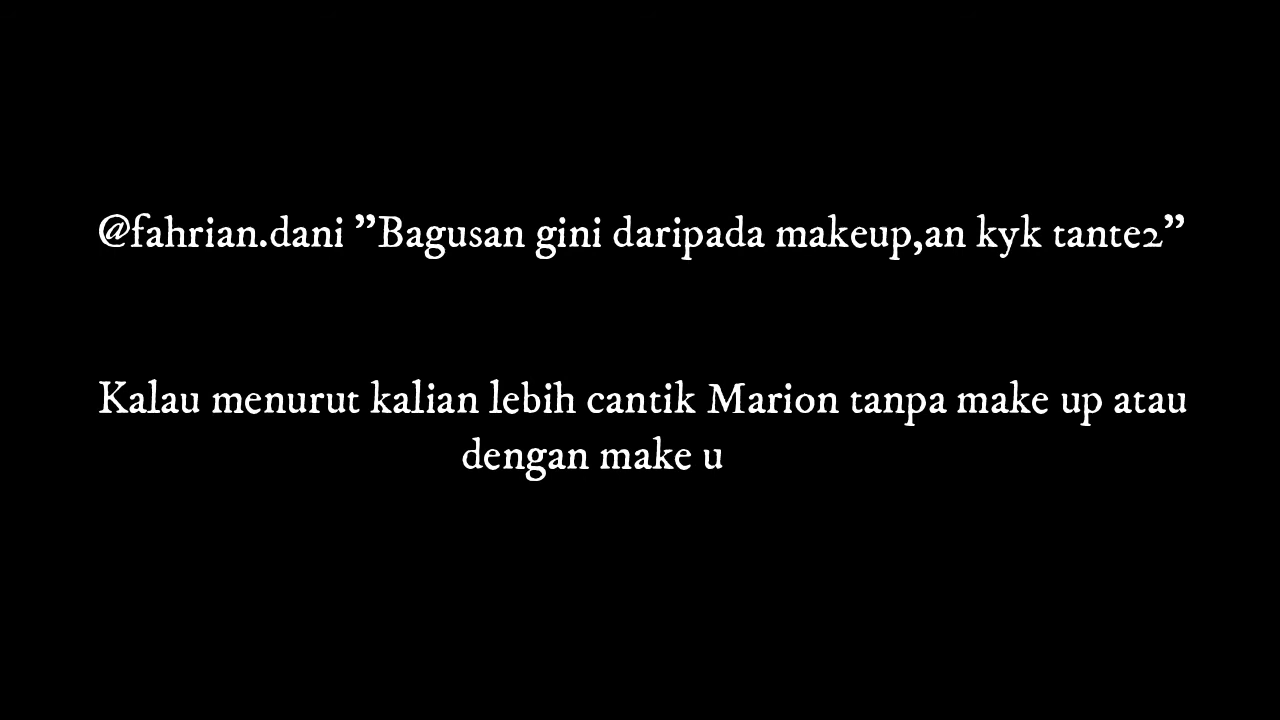 @fahrian.dani ”Bagusan gini daripada makeup,an kyk tante2”
Kalau menurut kalian lebih cantik Marion tanpa make up atau
dengan make u